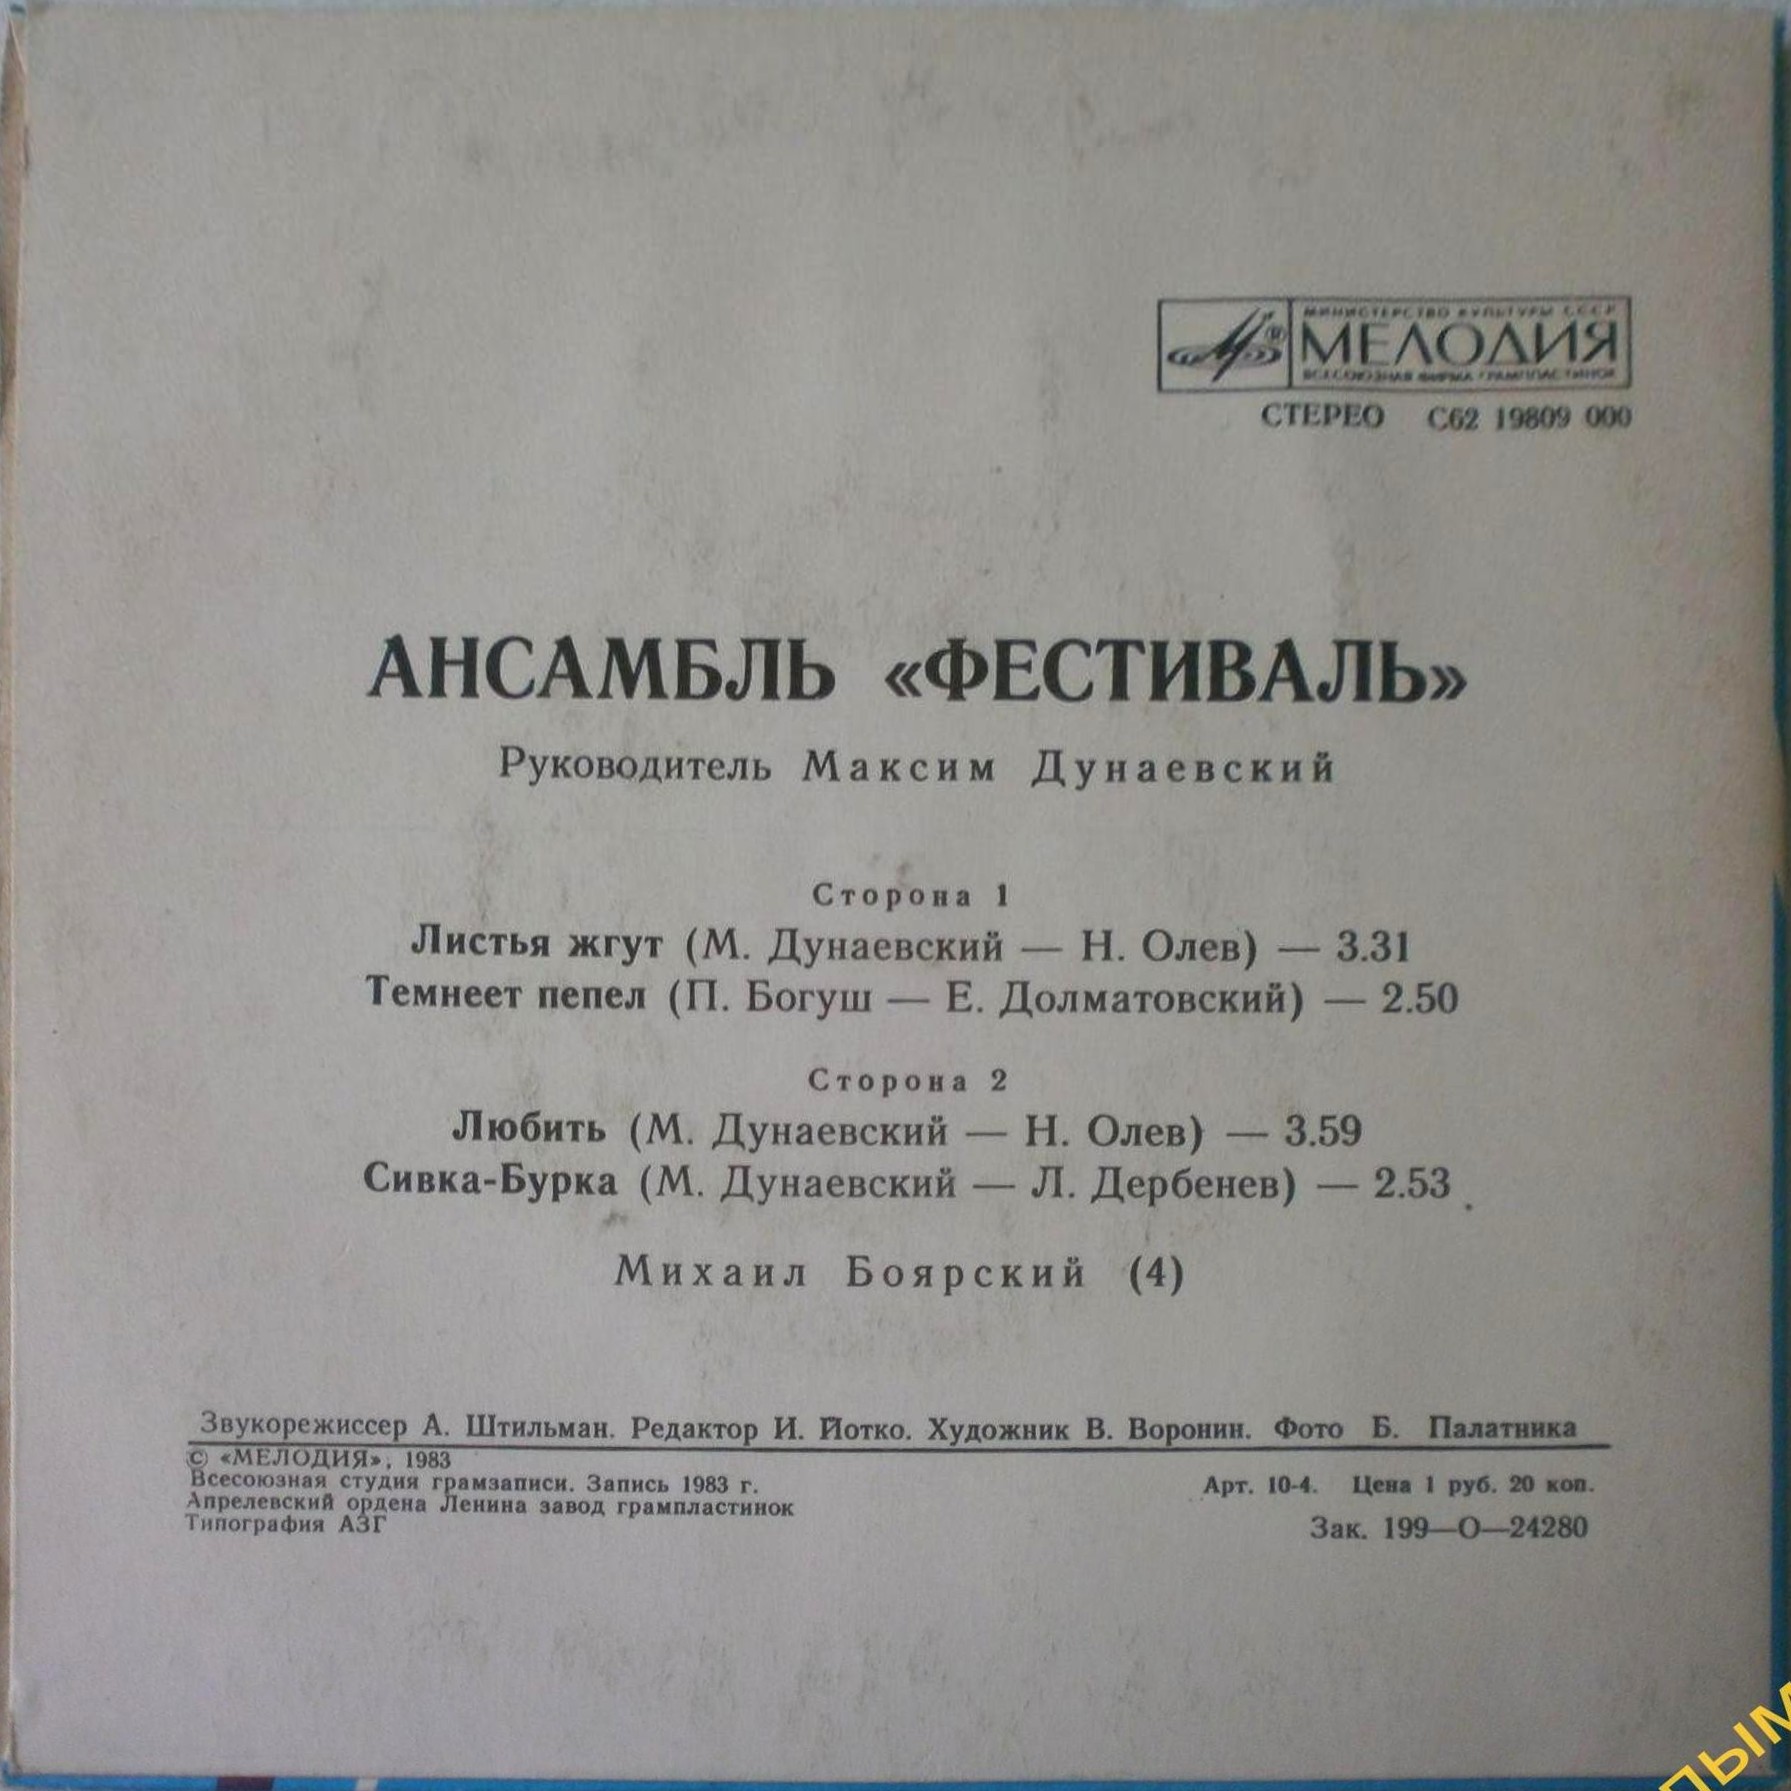 МИНИСТЕРСТВО КУЛЬТУРЫ СССР
МЕЛОДИЯ
ВСЕСОЮЗНАЯ ФИРМА ГРАМПЛАСТИНОК
СТЕРЕО С62 19809 000
АНСАМБЛЬ «ФЕСТИВАЛЬ»
Руководитель Максим Дунаевский
Сторона 1
Листья жгут (М. Дунаевский — Н. Олев) — 3.31
Темнеет пепел (П. Богуш — Е. Долматовский) — 2.50
Сторона 2
Любить (М. Дунаевский — Н. Олев) — 3.59
Сивка-Бурка (М. Дунаевский — Л. Дербенев) — 2.53
Михаил Боярский (4)
Звукорежиссер А. Штильман. Редактор И. Йотко. Художник В. Воронин. Фото Б. Палатника
© «МЕЛОДИЯ», 1983
Всесоюзная студия грамзаписи. Запись 1983 г.
Апрелевский ордена Ленина завод грампластинок
Типография АЗГ
Арт. 10-4. Цена 1 руб. 20 коп.
Зак. 199—О—24280